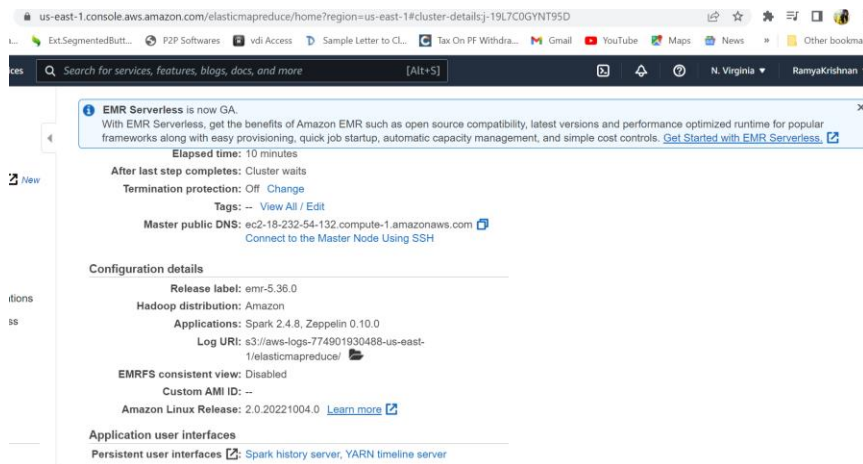 us-east-1.console.aws.amazon.com/elasticmapreduce/home?region=us-east-1#cluster-details:j-19L7C0GYNT95D
Ext.SegmentedButt... P2P Softwares vdi Access Sample Letter to Cl... Tax On PF Withdra... Gmail YouTube Maps News » Other bookma
ices Search for services, features, blogs, docs, and more [Alt+S] N. Virginia ▼ RamyaKrishnan
EMR Serverless is now GA.
With EMR Serverless, get the benefits of Amazon EMR such as open source compatibility, latest versions and performance optimized runtime for popular
frameworks along with easy provisioning, quick job startup, automatic capacity management, and simple cost controls. Get Started with EMR Serverless.
Elapsed time: 10 minutes
After last step completes: Cluster waits
New
Termination protection: Off Change
Tags: -- View All / Edit
Master public DNS: ec2-18-232-54-132.compute-1.amazonaws.com
Connect to the Master Node Using SSH
Configuration details
Release label: emr-5.36.0
ations
Hadoop distribution: Amazon
ss
Applications: Spark 2.4.8, Zeppelin 0.10.0
Log URI: s3://aws-logs-774901930488-us-east-
1/elasticmapreduce/
EMRFS consistent view: Disabled
Custom AMI ID: --
Amazon Linux Release: 2.0.20221004.0 Learn more
Application user interfaces
Persistent user interfaces : Spark history server, YARN timeline server